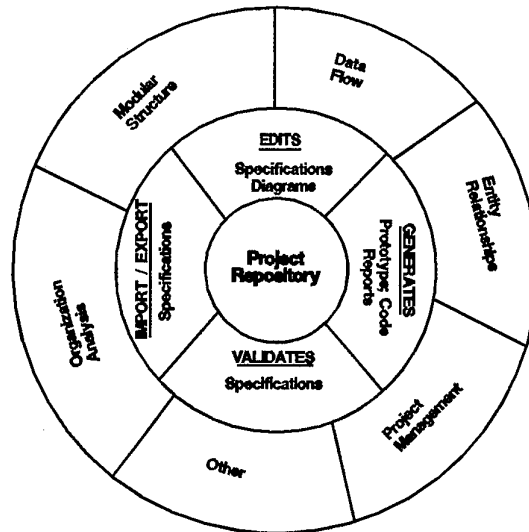 Modular
Structure
Data
Flow
Entity
Relationships
Project
Management
Other
Organization
Analysis
EDITS
Specifications
Diagrams
GENERATES
Prototype; Code
Reports
VALIDATES
Specifications
IMPORT / EXPORT
Specifications
Project
Repository